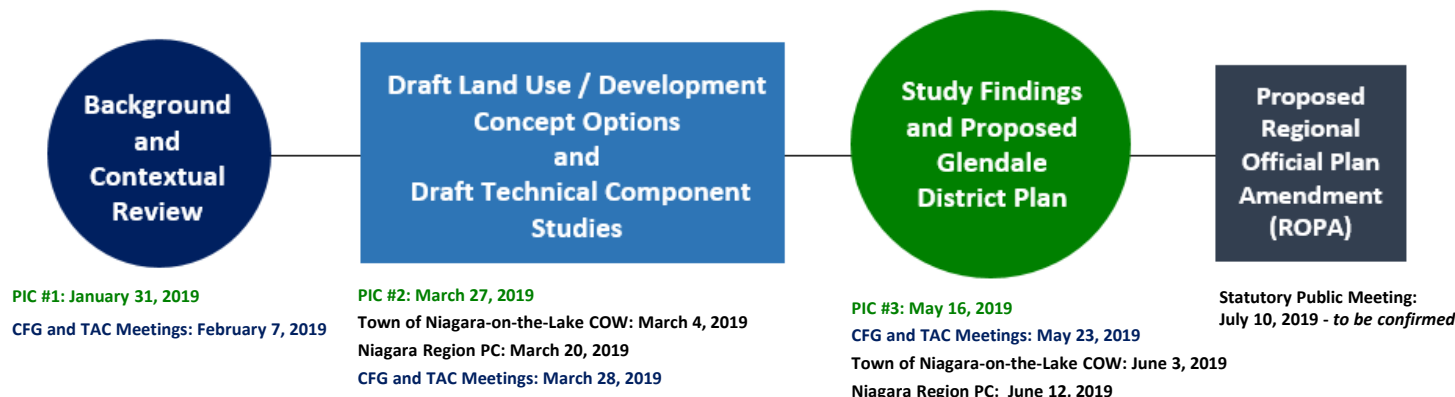 Background
and
Contextual
Review
Draft Land Use / Development
Concept Options
and
Draft Technical Component
Studies
Study Findings
and Proposed
Glendale
District Plan
Proposed
Regional
Official Plan
Amendment
(ROPA)
PIC #1: January 31, 2019
CFG and TAC Meetings: February 7, 2019
PIC #2: March 27, 2019
Town of Niagara-on-the-Lake COW: March 4, 2019
Niagara Region PC: March 20, 2019
CFG and TAC Meetings: March 28, 2019
PIC #3: May 16, 2019
CFG and TAC Meetings: May 23, 2019
Town of Niagara-on-the-Lake COW: June 3, 2019
Niagara Region PC: June 12, 2019
Statutory Public Meeting:
July 10, 2019 - to be confirmed